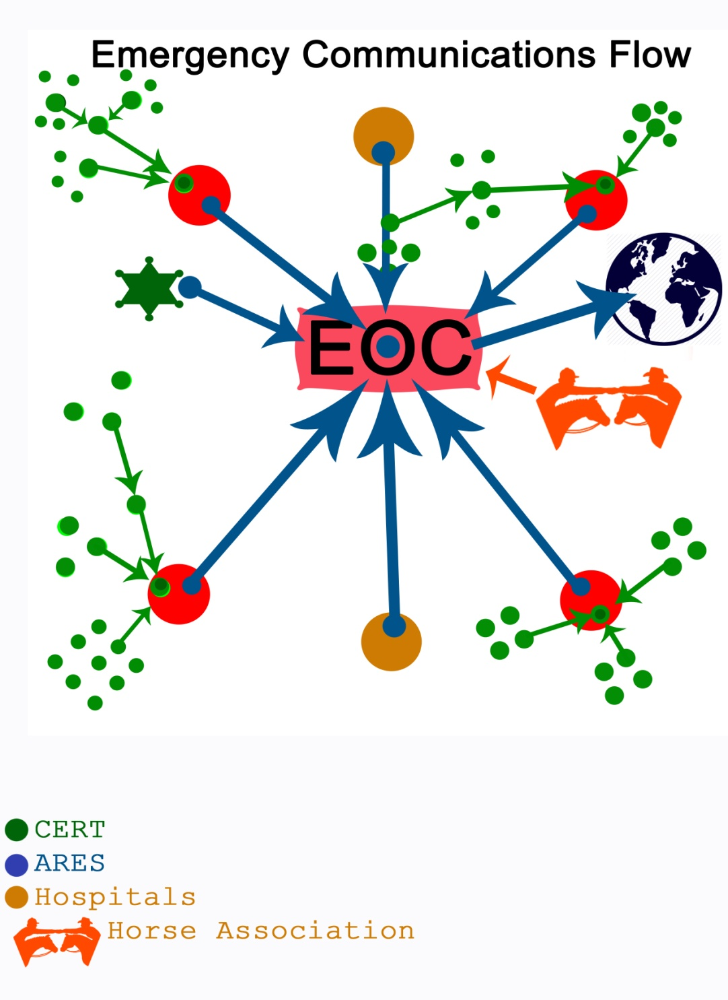 Emergency Communications Flow
EOC
CERT
ARES
Hospitals
Horse Association